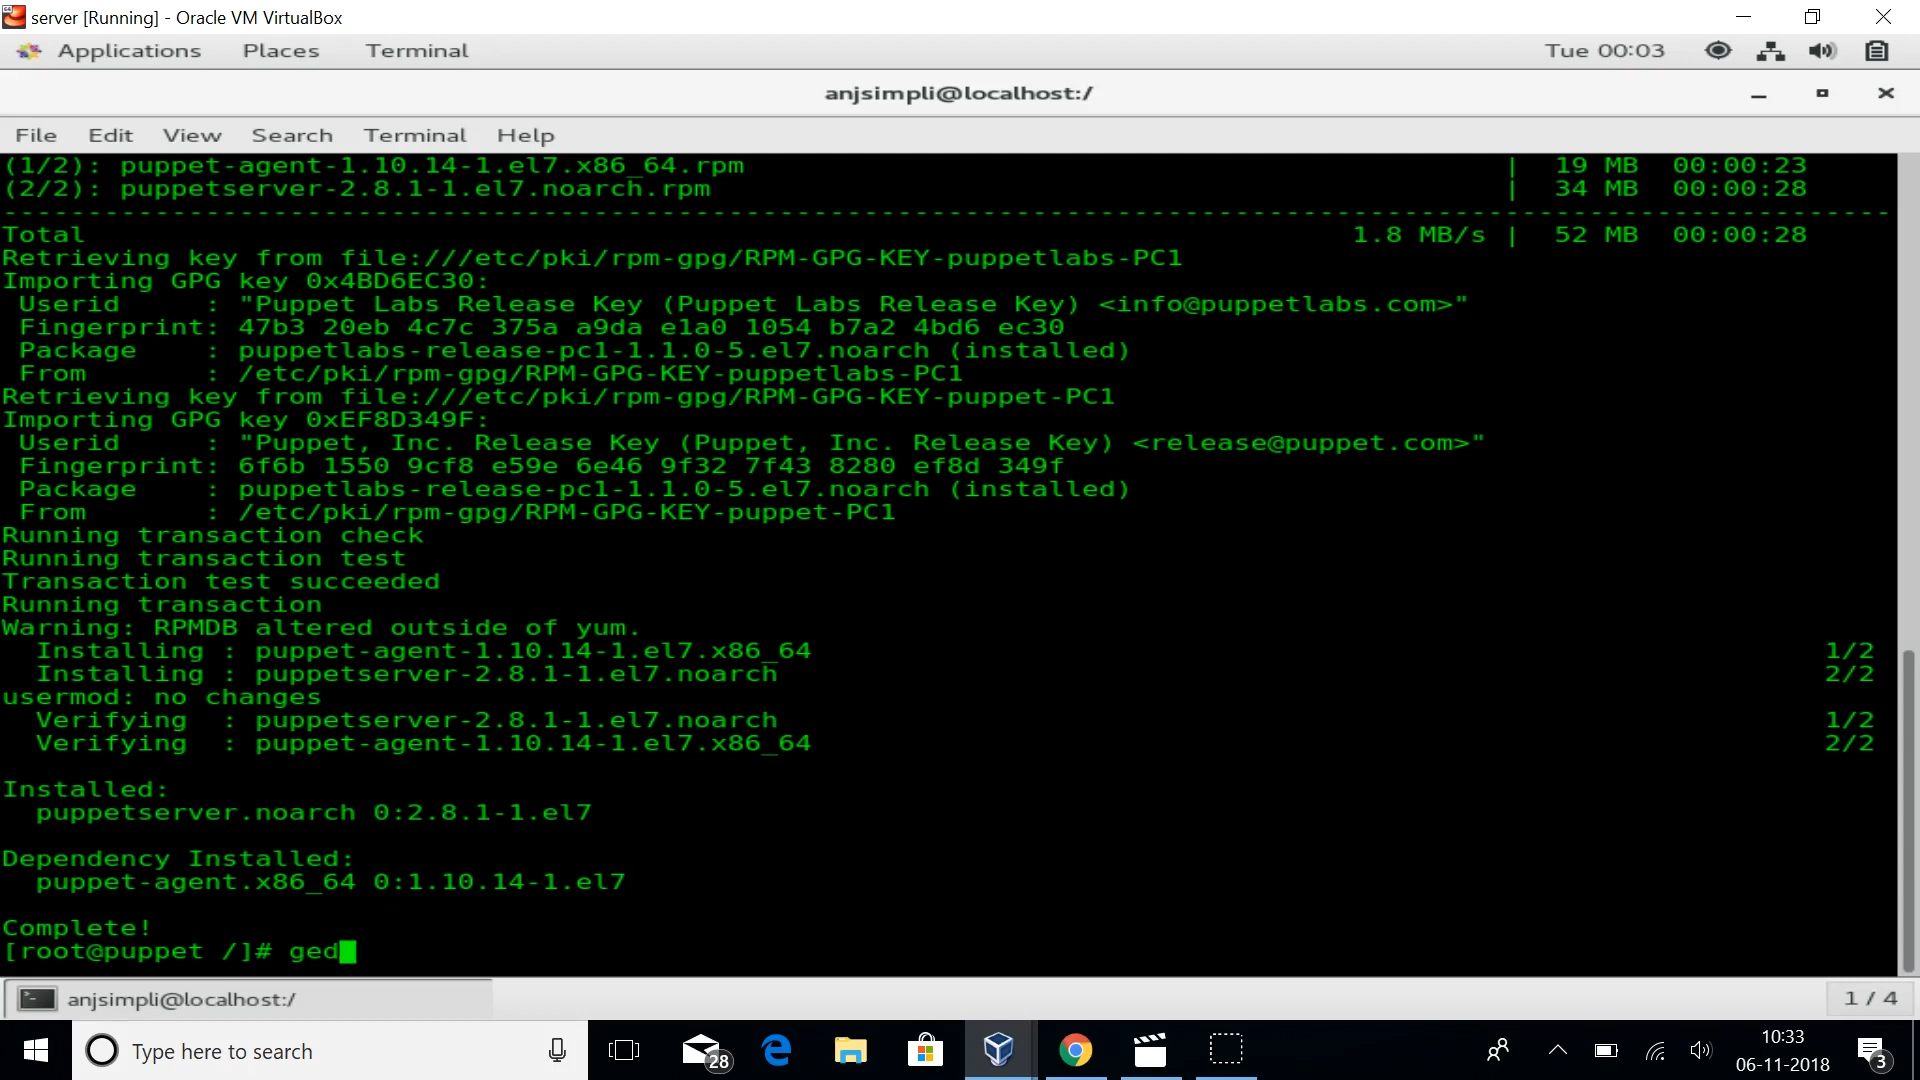 server [Running] - Oracle VM VirtualBox
Applications Places Terminal Tue 00:03
anjsimpli@localhost:/
File Edit View Search Terminal Help
(1/2): puppet-agent-1.10.14-1.el7.x86_64.rpm | 19 MB 00:00:23
(2/2): puppetserver-2.8.1-1.el7.noarch.rpm | 34 MB 00:00:28
--------------------------------------------------------------------------------
Total 1.8 MB/s | 52 MB 00:00:28
Retrieving key from file:///etc/pki/rpm-gpg/RPM-GPG-KEY-puppetlabs-PC1
Importing GPG key 0x4BD6EC30:
Userid : "Puppet Labs Release Key (Puppet Labs Release Key) <info@puppetlabs.com>"
Fingerprint: 47b3 20eb 4c7c 375a a9da e1a0 1054 b7a2 4bd6 ec30
Package : puppetlabs-release-pc1-1.1.0-5.el7.noarch (installed)
From : /etc/pki/rpm-gpg/RPM-GPG-KEY-puppetlabs-PC1
Retrieving key from file:///etc/pki/rpm-gpg/RPM-GPG-KEY-puppet-PC1
Importing GPG key 0xEF8D349F:
Userid : "Puppet, Inc. Release Key (Puppet, Inc. Release Key) <release@puppet.com>"
Fingerprint: 6f6b 1550 9cf8 e59e 6e46 9f32 7f43 8280 ef8d 349f
Package : puppetlabs-release-pc1-1.1.0-5.el7.noarch (installed)
From : /etc/pki/rpm-gpg/RPM-GPG-KEY-puppet-PC1
Running transaction check
Running transaction test
Transaction test succeeded
Running transaction
Warning: RPMDB altered outside of yum.
Installing : puppet-agent-1.10.14-1.el7.x86_64 1/2
Installing : puppetserver-2.8.1-1.el7.noarch 2/2
usermod: no changes
Verifying : puppetserver-2.8.1-1.el7.noarch 1/2
Verifying : puppet-agent-1.10.14-1.el7.x86_64 2/2
Installed:
puppetserver.noarch 0:2.8.1-1.el7
Dependency Installed:
puppet-agent.x86_64 0:1.10.14-1.el7
Complete!
[root@puppet /]# ged
anjsimpli@localhost:/ 1 / 4
Type here to search 28 10:33
06-11-2018 3